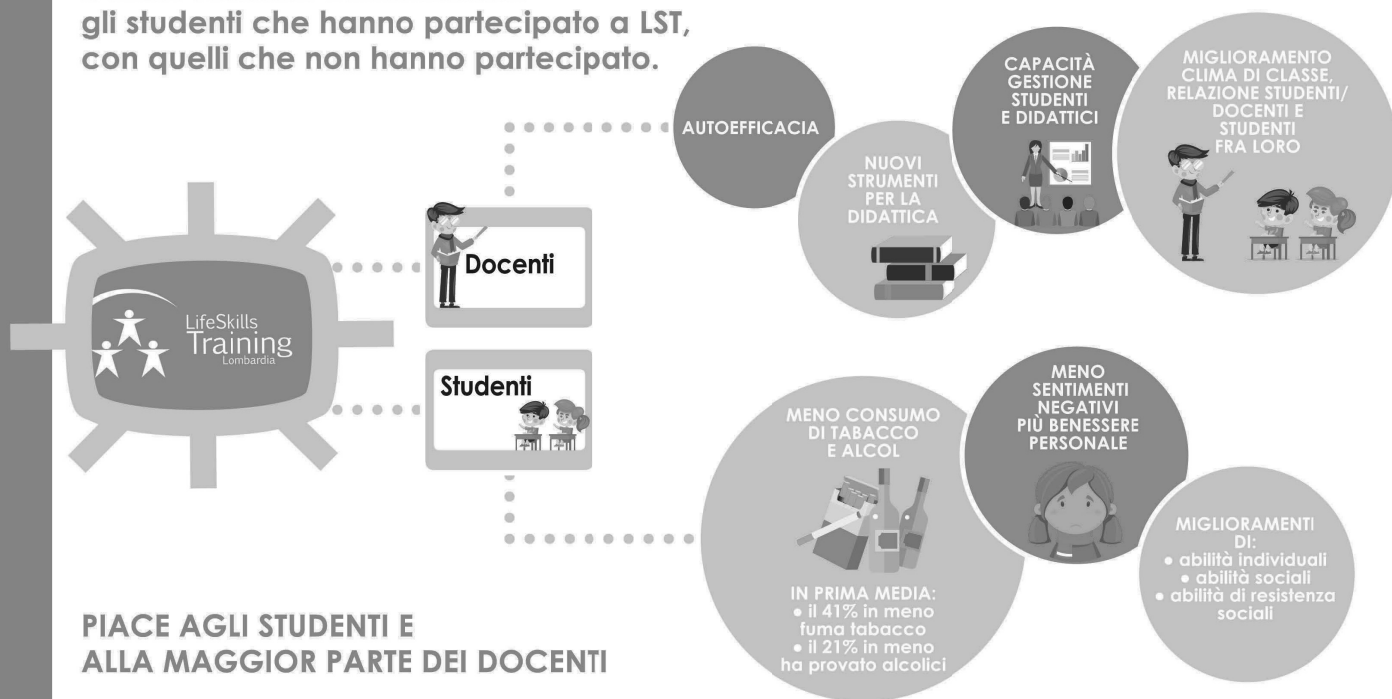 gli studenti che hanno partecipato a LST,
con quelli che non hanno partecipato.
LifeSkills
Training
Lombardia
Docenti
Studenti
AUTOEFFICACIA
NUOVI
STRUMENTI
PER LA
DIDATTICA
CAPACITÀ
GESTIONE
STUDENTI
E DIDATTICI
MIGLIORAMENTO
CLIMA DI CLASSE,
RELAZIONE STUDENTI/
DOCENTI E
STUDENTI
FRA LORO
MENO CONSUMO
DI TABACCO
E ALCOL
IN PRIMA MEDIA:
● il 41% in meno
fuma tabacco
● il 21% in meno
ha provato alcolici
MENO
SENTIMENTI
NEGATIVI
PIÙ BENESSERE
PERSONALE
MIGLIORAMENTI
DI:
● abilità individuali
● abilità sociali
● abilità di resistenza
sociali
PIACE AGLI STUDENTI E
ALLA MAGGIOR PARTE DEI DOCENTI